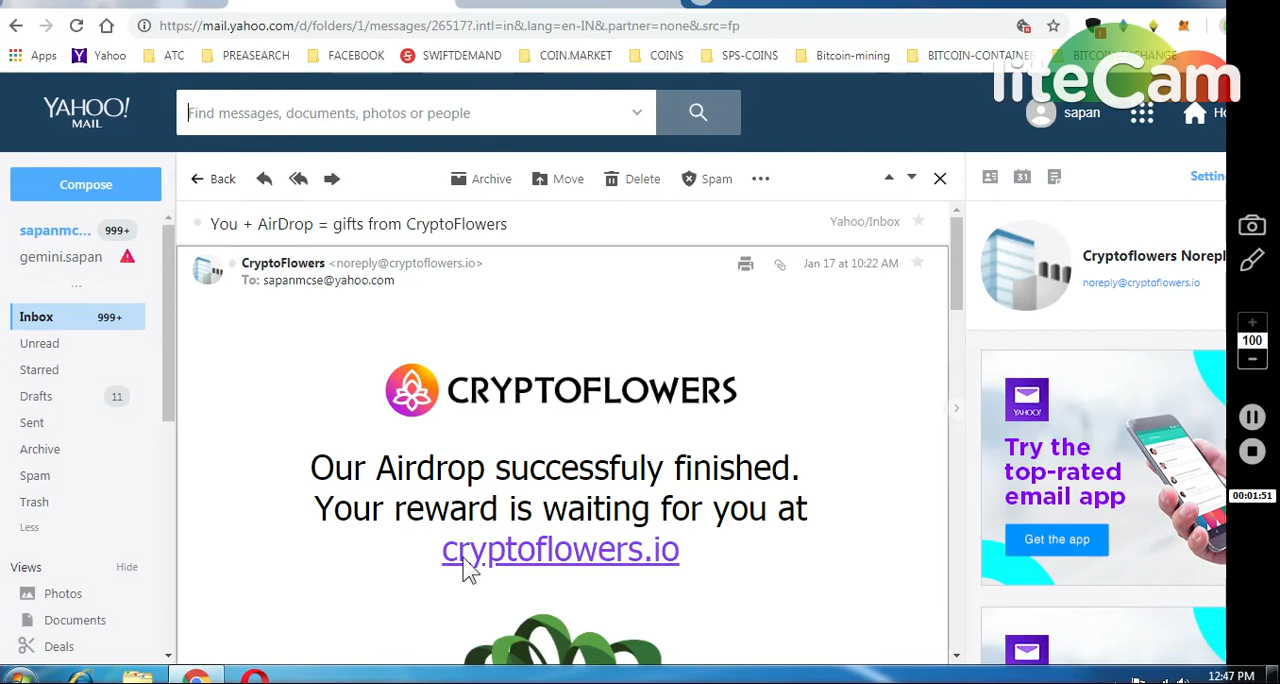 https://mail.yahoo.com/d/folders/1/messages/26517?.intl=in&.lang=en-IN&.partner=none&.src=fp
Apps Yahoo ATC PREASEARCH FACEBOOK SWIFTDEMAND COIN.MARKET COINS SPS-COINS Bitcoin-mining BITCOIN-CONTAINE BITCOIN-EXCHANGE
liteCam
YAHOO!
MAIL
Find messages, documents, photos or people
sapan
Ho
Compose
Back
Archive
Move
Delete
Spam
31
Settin
sapanmc... 999+
gemini.sapan
...
You + AirDrop = gifts from CryptoFlowers
Yahoo/Inbox
CryptoFlowers <noreply@cryptoflowers.io>
Jan 17 at 10:22 AM
To: sapanmcse@yahoo.com
Cryptoflowers Norepl
noreply@cryptoflowers.io
Inbox 999+
Unread
Starred
Drafts 11
Sent
Archive
Spam
Trash
Less
Views Hide
Photos
Documents
Deals
CRYPTOFLOWERS
Our Airdrop successfuly finished.
Your reward is waiting for you at
cryptoflowers.io
YAHOO!
Try the
top-rated
email app
Get the app
100
00:01:51
12:47 PM